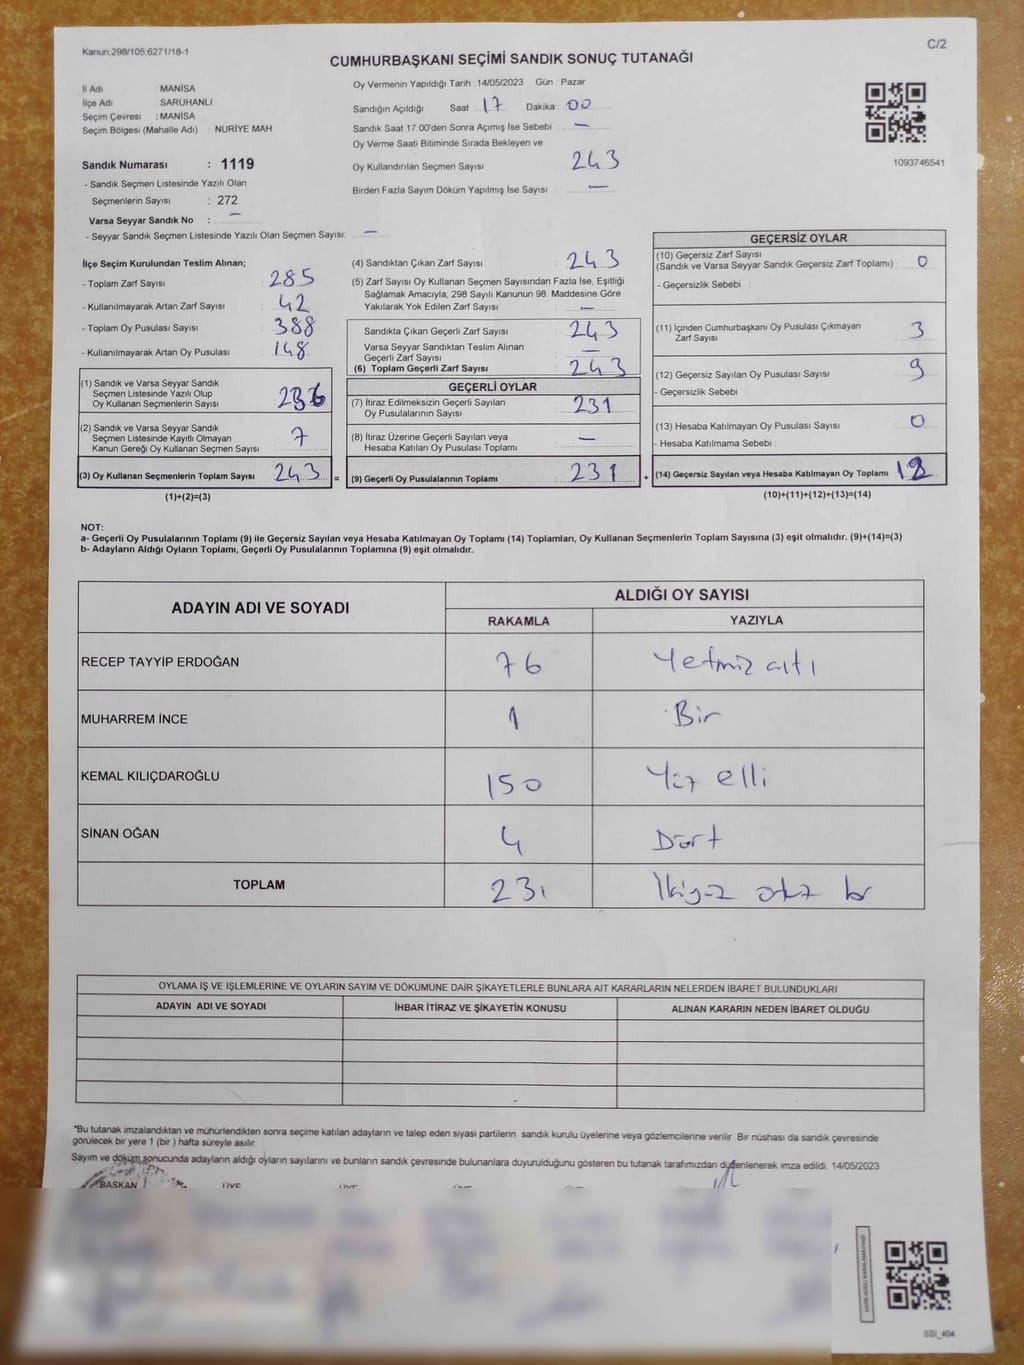 Kanun:298/105;6271/18-1
C/2
CUMHURBAŞKANI SEÇİMİ SANDIK SONUÇ TUTANAĞI
İl Adı : MANİSA
İlçe Adı : SARUHANLI
Seçim Çevresi : MANİSA
Seçim Bölgesi (Mahalle Adı) NURİYE MAH
Sandık Numarası : 1119
- Sandık Seçmen Listesinde Yazılı Olan
Seçmenlerin Sayısı : 272
Varsa Seyyar Sandık No : -
- Seyyar Sandık Seçmen Listesinde Yazılı Olan Seçmen Sayısı: -
Oy Vermenin Yapıldığı Tarih : 14/05/2023 Gün : Pazar
Sandığın Açıldığı Saat : 17 Dakika : 00
Sandık Saat 17:00'den Sonra Açımış İse Sebebi : -
Oy Verme Saati Bitiminde Sırada Bekleyen ve
Oy Kullandırılan Seçmen Sayısı : 243
Birden Fazla Sayım Döküm Yapılmış İse Sayısı : -
1093746541
İlçe Seçim Kurulundan Teslim Alınan;
- Toplam Zarf Sayısı : 285
- Kullanılmayarak Artan Zarf Sayısı : 42
- Toplam Oy Pusulası Sayısı : 388
- Kullanılmayarak Artan Oy Pusulası : 148
(1) Sandık ve Varsa Seyyar Sandık
Seçmen Listesinde Yazılı Olup
Oy Kullanan Seçmenlerin Sayısı : 236
(2) Sandık ve Varsa Seyyar Sandık
Seçmen Listesinde Kayıtlı Olmayan
Kanun Gereği Oy Kullanan Seçmen Sayısı : 7
(3) Oy Kullanan Seçmenlerin Toplam Sayısı : 243 =
(1)+(2)=(3)
(4) Sandıktan Çıkan Zarf Sayısı : 243
(5) Zarf Sayısı Oy Kullanan Seçmen Sayısından Fazla İse, Eşitliği
Sağlamak Amacıyla; 298 Sayılı Kanunun 98. Maddesine Göre
Yakılarak Yok Edilen Zarf Sayısı : -
Sandıkta Çıkan Geçerli Zarf Sayısı : 243
Varsa Seyyar Sandıktan Teslim Alınan
Geçerli Zarf Sayısı : -
(6) Toplam Geçerli Zarf Sayısı : 243
GEÇERLİ OYLAR
(7) İtiraz Edilmeksizin Geçerli Sayılan
Oy Pusulalarının Sayısı : 231
(8) İtiraz Üzerine Geçerli Sayılan veya
Hesaba Katılan Oy Pusulası Toplamı : -
(9) Geçerli Oy Pusulalarının Toplamı : 231 +
GEÇERSİZ OYLAR
(10) Geçersiz Zarf Sayısı
(Sandık ve Varsa Seyyar Sandık Geçersiz Zarf Toplamı) : 0
- Geçersizlik Sebebi :
(11) İçinden Cumhurbaşkanı Oy Pusulası Çıkmayan
Zarf Sayısı : 3
(12) Geçersiz Sayılan Oy Pusulası Sayısı : 9
- Geçersizlik Sebebi :
(13) Hesaba Katılmayan Oy Pusulası Sayısı : 0
- Hesaba Katılmama Sebebi :
(14) Geçersiz Sayılan veya Hesaba Katılmayan Oy Toplamı : 12
(10)+(11)+(12)+(13)=(14)
NOT:
a- Geçerli Oy Pusulalarının Toplamı (9) ile Geçersiz Sayılan veya Hesaba Katılmayan Oy Toplamı (14) Toplamları, Oy Kullanan Seçmenlerin Toplam Sayısına (3) eşit olmalıdır. (9)+(14)=(3)
b- Adayların Aldığı Oyların Toplamı, Geçerli Oy Pusulalarının Toplamına (9) eşit olmalıdır.
ADAYIN ADI VE SOYADI ALDIĞI OY SAYISI
RAKAMLA YAZIYLA
RECEP TAYYİP ERDOĞAN 76 Yetmiş altı
MUHARREM İNCE 1 Bir
KEMAL KILIÇDAROĞLU 150 Yüz elli
SİNAN OĞAN 4 Dört
TOPLAM 231 İkiyüz otuz bir
OYLAMA İŞ VE İŞLEMLERİNE VE OYLARIN SAYIM VE DÖKÜMÜNE DAİR ŞİKAYETLERLE BUNLARA AİT KARARLARIN NELERDEN İBARET BULUNDUKLARI
ADAYIN ADI VE SOYADI İHBAR İTİRAZ VE ŞİKAYETİN KONUSU ALINAN KARARIN NEDEN İBARET OLDUĞU
*Bu tutanak imzalandıktan ve mühürlendikten sonra seçime katılan adayların ve talep eden siyasi partilerin sandık kurulu üyelerine veya gözlemcilerine verilir. Bir nüshası da sandık çevresinde
görülecek bir yere 1 (bir ) hafta süreyle asılır.
Sayım ve döküm sonucunda adayların aldığı oyların sayılarını ve bunların sandık çevresinde bulunanlara duyurulduğunu gösteren bu tutanak tarafımızdan düzenlenerek imza edildi. 14/05/2023
BAŞKAN ÜYE ÜYE ÜYE ÜYE
SSI_404